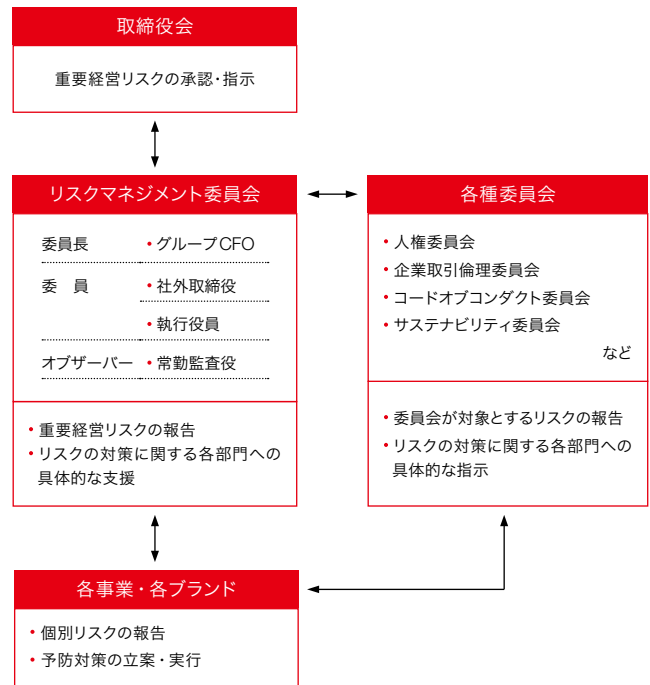 取締役会
重要経営リスクの承認・指示
リスクマネジメント委員会
委員長 •グループCFO
委　員 •社外取締役
•執行役員
オブザーバー •常勤監査役
•重要経営リスクの報告
•リスクの対策に関する各部門への
具体的な支援
各種委員会
•人権委員会
•企業取引倫理委員会
•コードオブコンダクト委員会
•サステナビリティ委員会
など
•委員会が対象とするリスクの報告
•リスクの対策に関する各部門への
具体的な指示
各事業・各ブランド
•個別リスクの報告
•予防対策の立案・実行